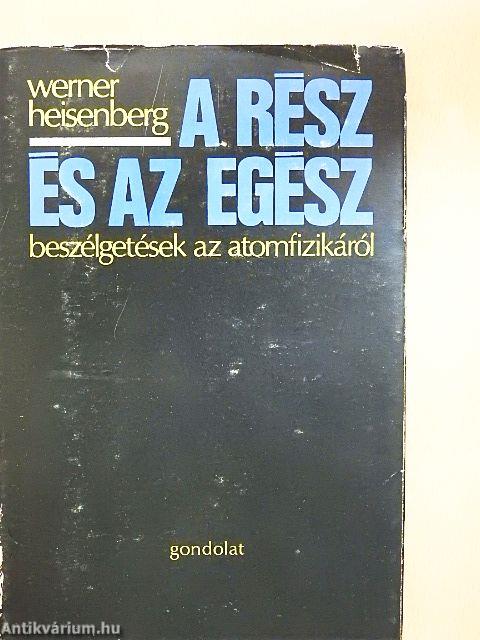 werner
heisenberg
A RÉSZ
ÉS AZ EGÉSZ
beszélgetések az atomfizikáról
gondolat
Antikvárium.hu